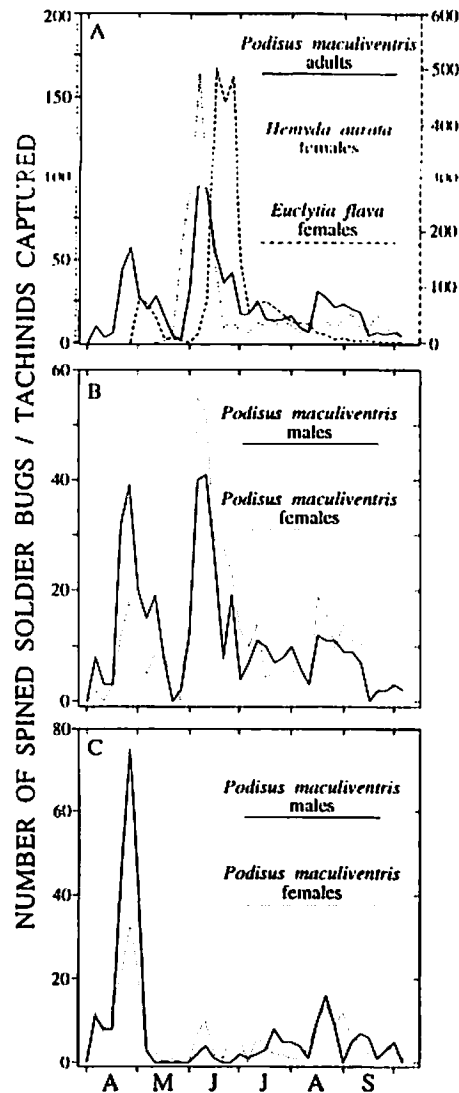 NUMBER OF SPINED SOLDIER BUGS / TACHINIDS CAPTURED
A
200
150
100
50
0
600
500
400
300
200
100
0
Podisus maculiventris
adults
Hemyda aurata
females
Euclytia flava
females
B
60
40
20
0
Podisus maculiventris
males
Podisus maculiventris
females
C
80
60
40
20
0
Podisus maculiventris
males
Podisus maculiventris
females
A M J J A S